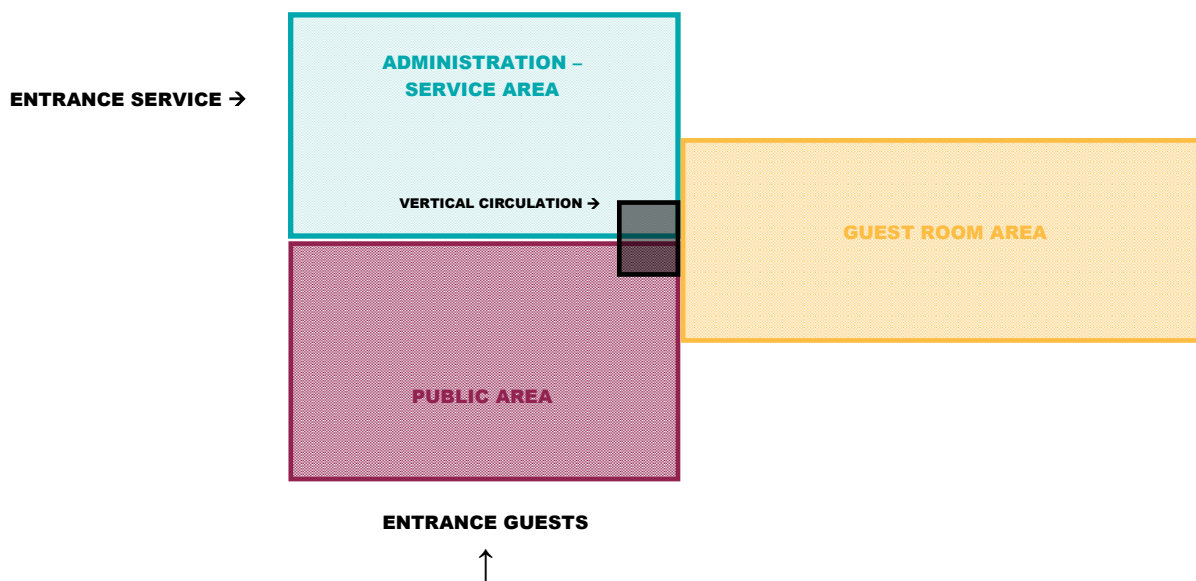 ADMINISTRATION –
SERVICE AREA
ENTRANCE SERVICE →
VERTICAL CIRCULATION →
GUEST ROOM AREA
PUBLIC AREA
ENTRANCE GUESTS
↑